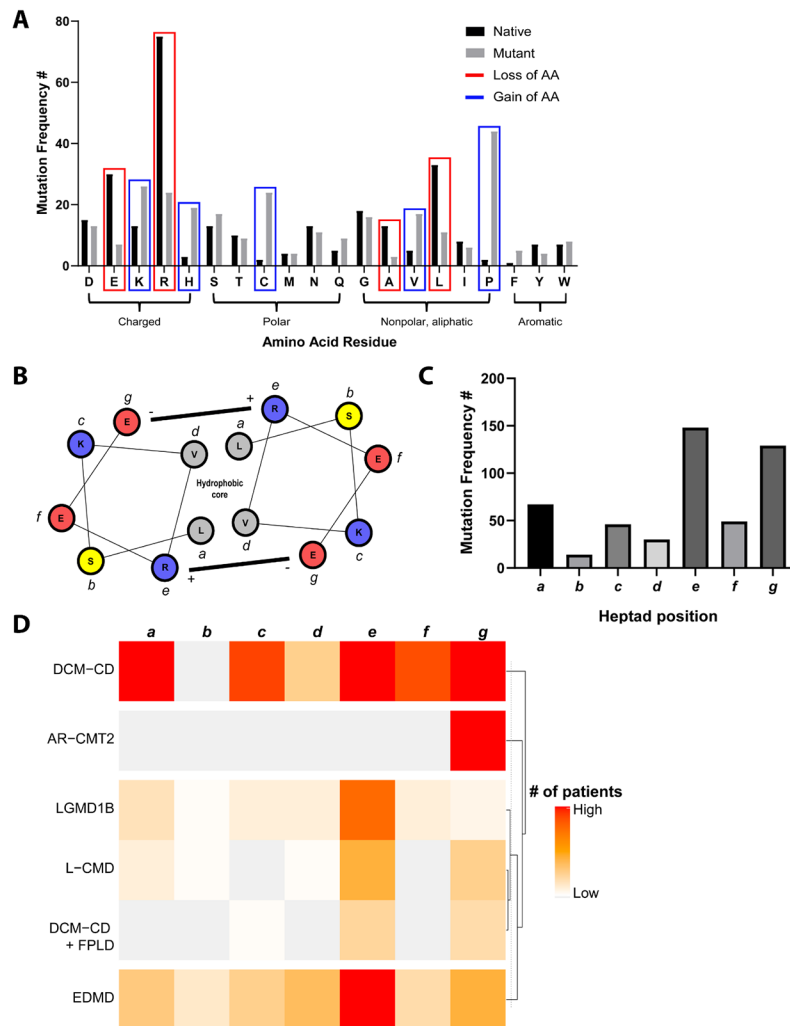 A
80
60
40
20
0
Mutation Frequency #
Native
Mutant
Loss of AA
Gain of AA
D E K R H S T C M N Q G A V L I P F Y W
Charged Polar Nonpolar, aliphatic Aromatic
Amino Acid Residue
B
g
E
-
+
e
R
b
S
c
K
d
V
a
L
E
f
Hydrophobic
core
f
E
L
a
V
d
K
c
S
b
R
e
+
-
E
g
C
200
150
100
50
0
Mutation Frequency #
a b c d e f g
Heptad position
D
a b c d e f g
DCM−CD
AR−CMT2
LGMD1B
L−CMD
DCM−CD
+ FPLD
EDMD
# of patients
High
Low